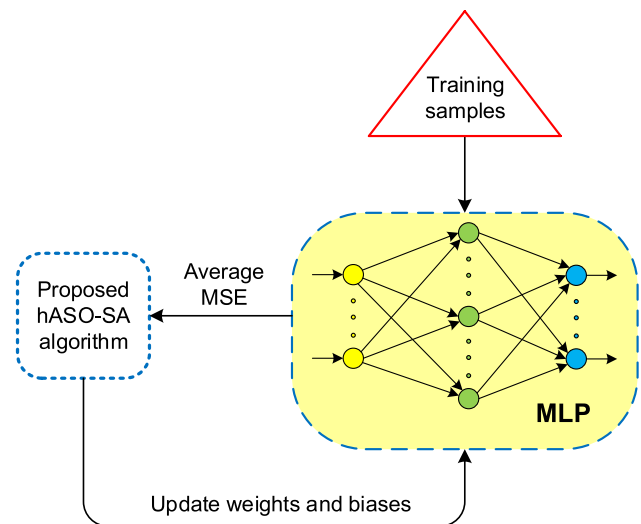 Training
samples
Average
MSE
Proposed
hASO-SA
algorithm
MLP
Update weights and biases